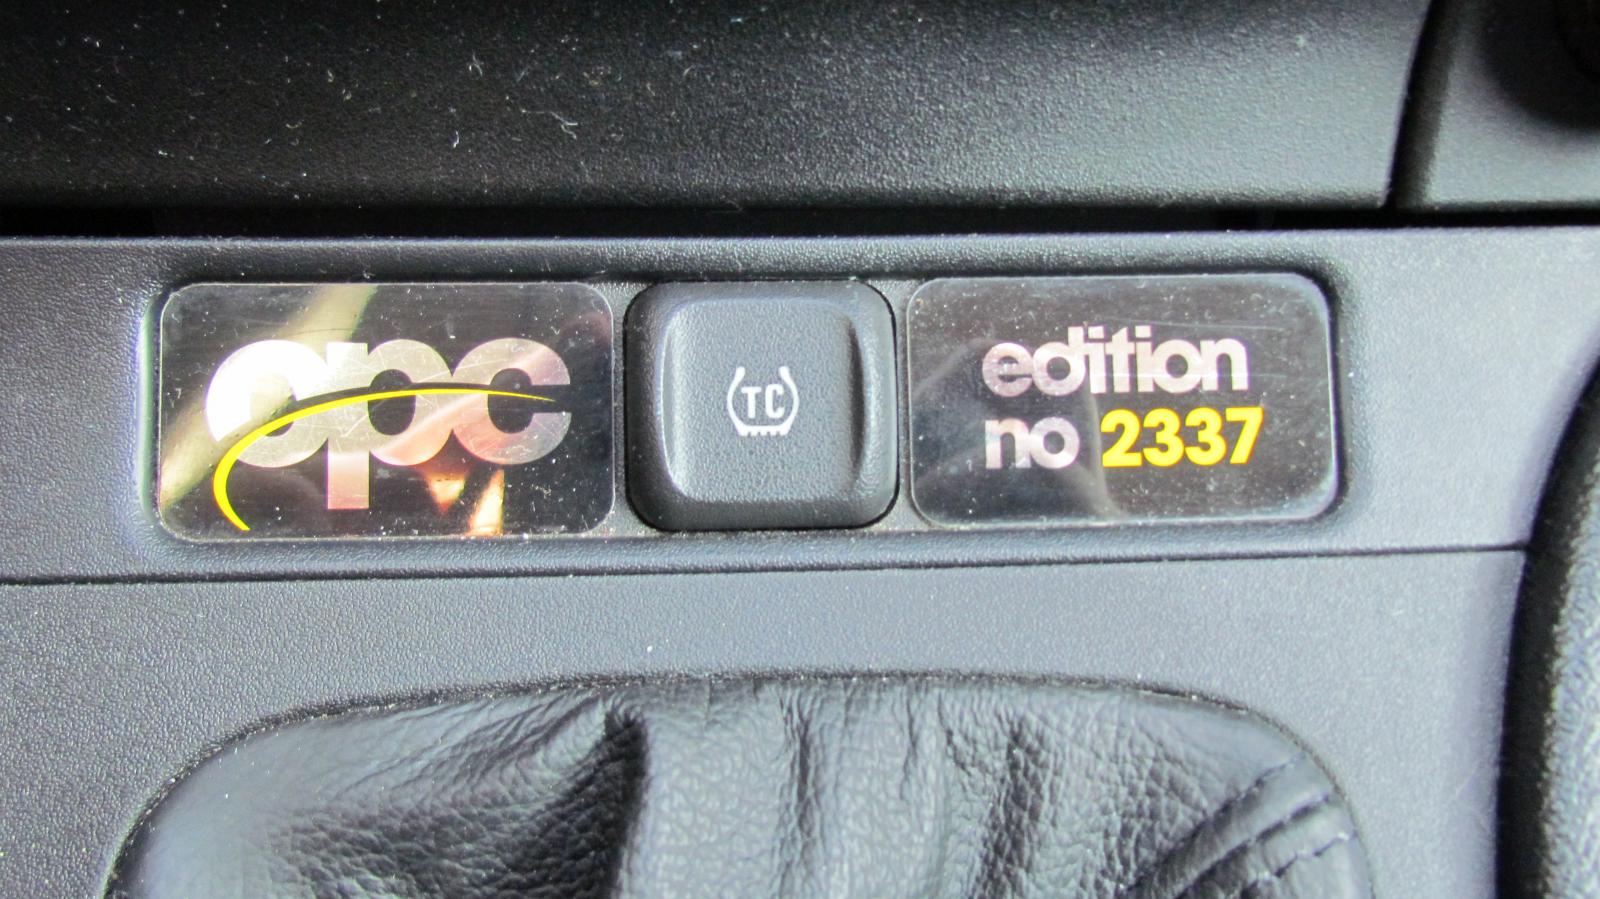 opc
TC
edition
no 2337